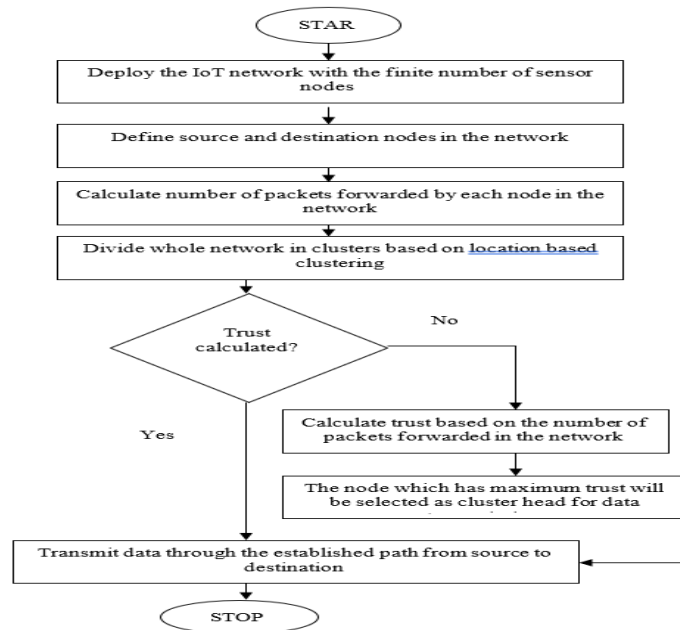 STAR
Deploy the IoT network with the finite number of sensor
nodes
Define source and destination nodes in the network
Calculate number of packets forwarded by each node in the
network
Divide whole network in clusters based on location based
clustering
Trust
calculated?
No
Yes
Calculate trust based on the number of
packets forwarded in the network
The node which has maximum trust will
be selected as cluster head for data
Transmit data through the established path from source to
destination
STOP